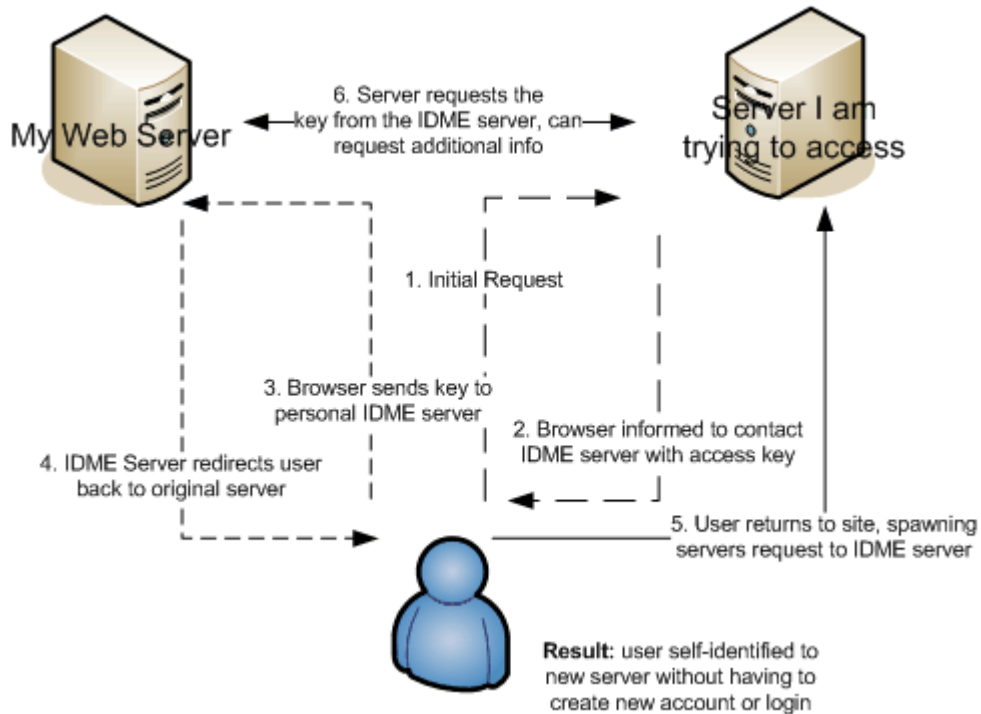 My Web Server
6. Server requests the
key from the IDME server, can
request additional info
Server I am
trying to access
1. Initial Request
3. Browser sends key to
personal IDME server
2. Browser informed to contact
IDME server with access key
4. IDME Server redirects user
back to original server
5. User returns to site, spawning
servers request to IDME server
Result: user self-identified to
new server without having to
create new account or login